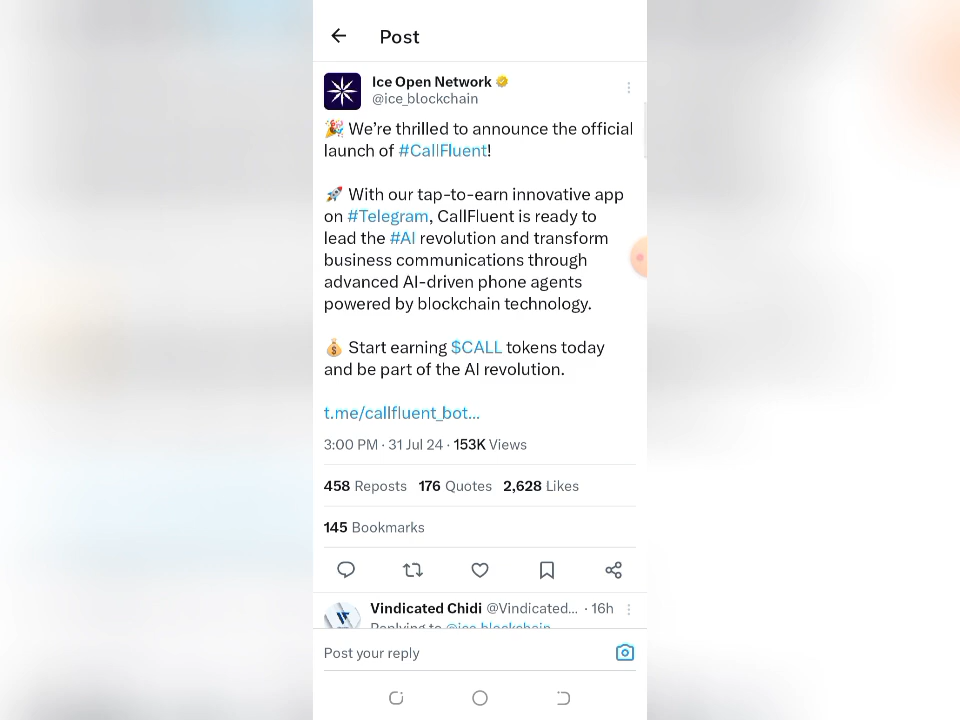 Post
Ice Open Network
@ice_blockchain
🎉 We’re thrilled to announce the official
launch of #CallFluent!
🚀 With our tap-to-earn innovative app
on #Telegram, CallFluent is ready to
lead the #AI revolution and transform
business communications through
advanced AI-driven phone agents
powered by blockchain technology.
💰 Start earning $CALL tokens today
and be part of the AI revolution.
t.me/callfluent_bot...
3:00 PM · 31 Jul 24 · 153K Views
458 Reposts 176 Quotes 2,628 Likes
145 Bookmarks
Vindicated Chidi @Vindicated... · 16h
Replying to @ice_blockchain
Post your reply